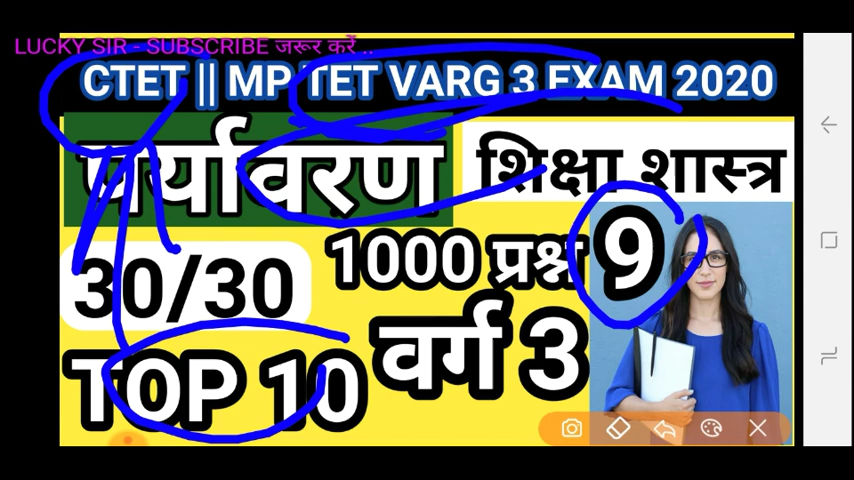 LUCKY SIR - SUBSCRIBE जरूर करें ..
CTET || MP TET VARG 3 EXAM 2020
पर्यावरण शिक्षा शास्त्र
30/30 1000 प्रश्न 9
TOP 10 वर्ग 3